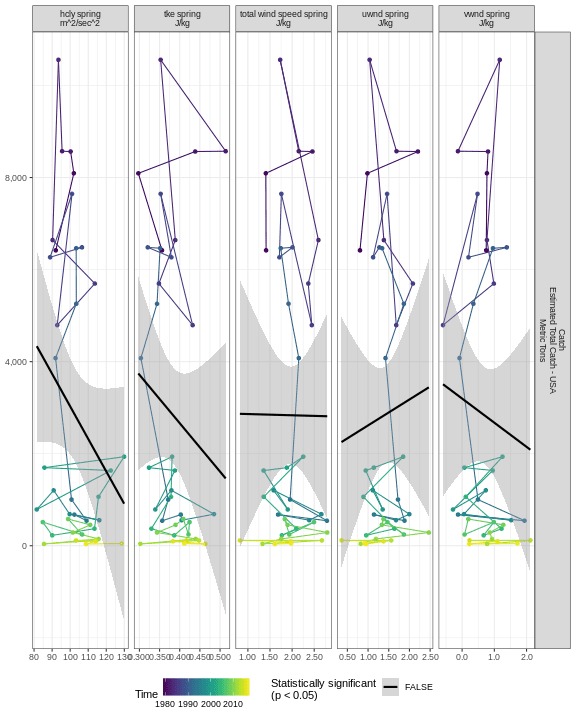 hcly spring
m^2/sec^2
tke spring
J/kg
total wind speed spring
J/kg
uwnd spring
J/kg
vwnd spring
J/kg
8,000
4,000
0
Catch
Estimated Total Catch - USA
Metric Tons
80 90 100 110 120 130
0.300 0.350 0.400 0.450 0.500
1.00 1.50 2.00 2.50
0.50 1.00 1.50 2.00 2.50
0.0 1.0 2.0
Time
1980 1990 2000 2010
Statistically significant
(p < 0.05)
FALSE